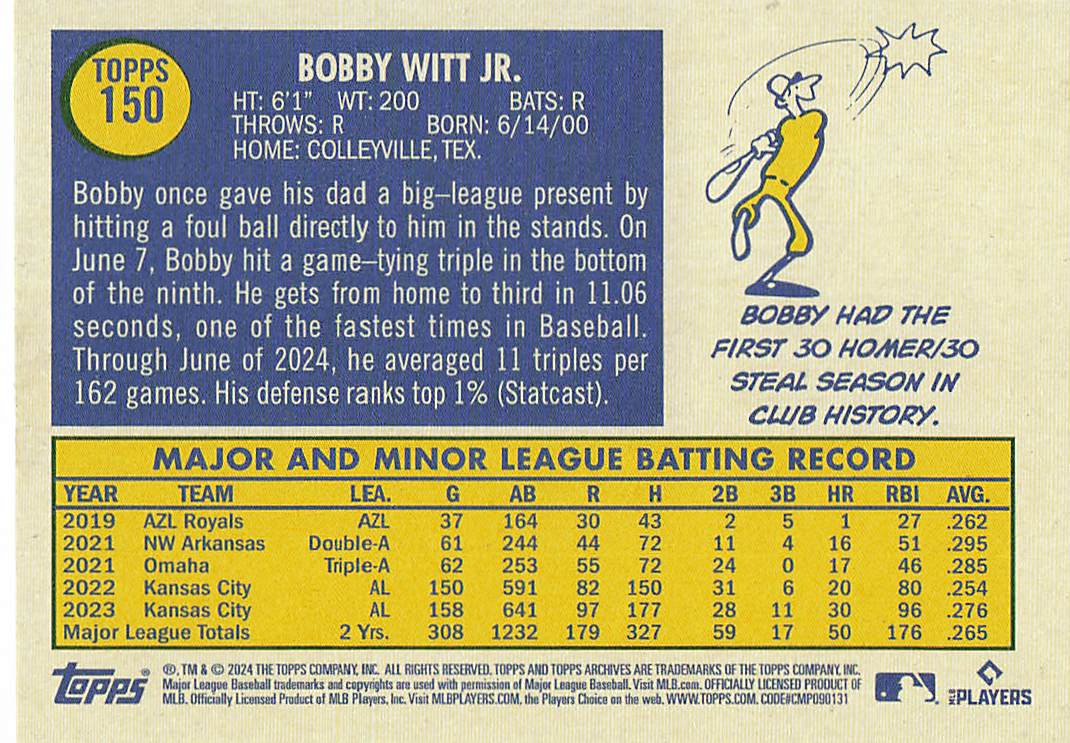 TOPPS
150
BOBBY WITT JR.
HT: 6'1" WT: 200 BATS: R
THROWS: R BORN: 6/14/00
HOME: COLLEYVILLE, TEX.
Bobby once gave his dad a big–league present by
hitting a foul ball directly to him in the stands. On
June 7, Bobby hit a game–tying triple in the bottom
of the ninth. He gets from home to third in 11.06
seconds, one of the fastest times in Baseball.
Through June of 2024, he averaged 11 triples per
162 games. His defense ranks top 1% (Statcast).
BOBBY HAD THE
FIRST 30 HOMER/30
STEAL SEASON IN
CLUB HISTORY.
MAJOR AND MINOR LEAGUE BATTING RECORD
YEAR TEAM LEA. G AB R H 2B 3B HR RBI AVG.
2019 AZL Royals AZL 37 164 30 43 2 5 1 27 .262
2021 NW Arkansas Double-A 61 244 44 72 11 4 16 51 .295
2021 Omaha Triple-A 62 253 55 72 24 0 17 46 .285
2022 Kansas City AL 150 591 82 150 31 6 20 80 .254
2023 Kansas City AL 158 641 97 177 28 11 30 96 .276
Major League Totals 2 Yrs. 308 1232 179 327 59 17 50 176 .265
Topps®
®, TM & © 2024 THE TOPPS COMPANY, INC. ALL RIGHTS RESERVED. TOPPS AND TOPPS ARCHIVES ARE TRADEMARKS OF THE TOPPS COMPANY, INC.
Major League Baseball trademarks and copyrights are used with permission of Major League Baseball. Visit MLB.com. OFFICIALLY LICENSED PRODUCT OF
MLB. Officially Licensed Product of MLB Players, Inc. Visit MLBPLAYERS.COM, the Players Choice on the web. WWW.TOPPS.COM. CODE#CMP090131
MLB PLAYERS